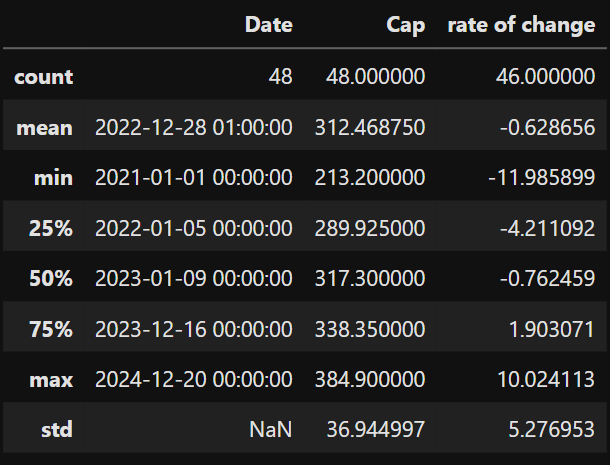 Date Cap rate of change
count 48 48.000000 46.000000
mean 2022-12-28 01:00:00 312.468750 -0.628656
min 2021-01-01 00:00:00 213.200000 -11.985899
25% 2022-01-05 00:00:00 289.925000 -4.211092
50% 2023-01-09 00:00:00 317.300000 -0.762459
75% 2023-12-16 00:00:00 338.350000 1.903071
max 2024-12-20 00:00:00 384.900000 10.024113
std NaN 36.944997 5.276953